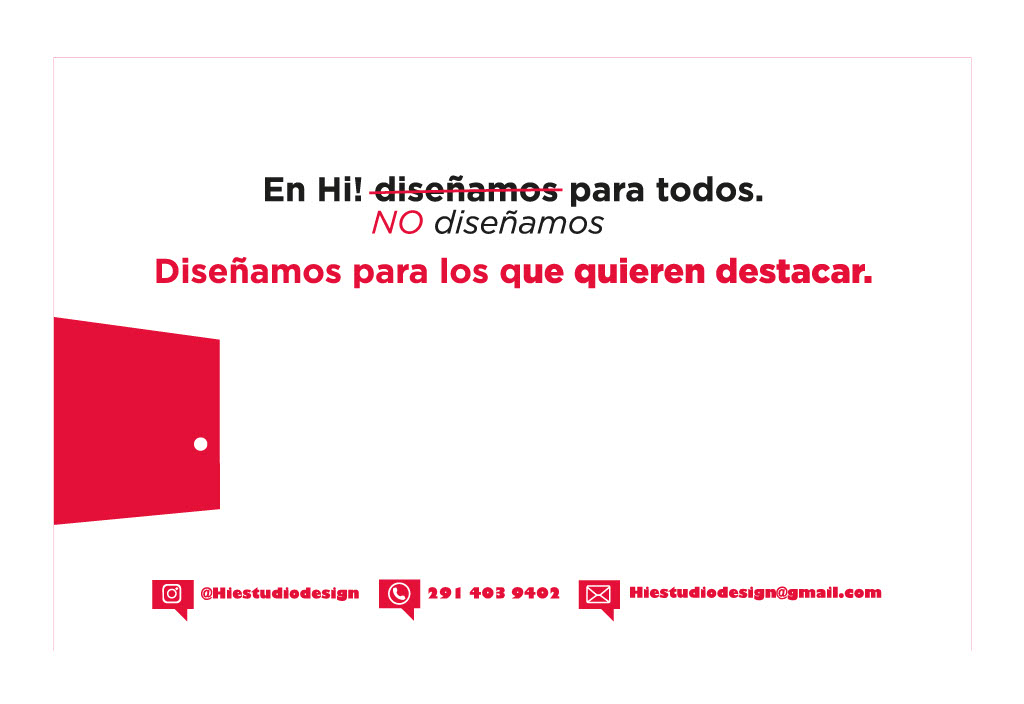 En Hi! diseñamos para todos.
NO diseñamos
Diseñamos para los que quieren destacar.
@Hiestudiodesign 291 403 9402 Hiestudiodesign@gmail.com